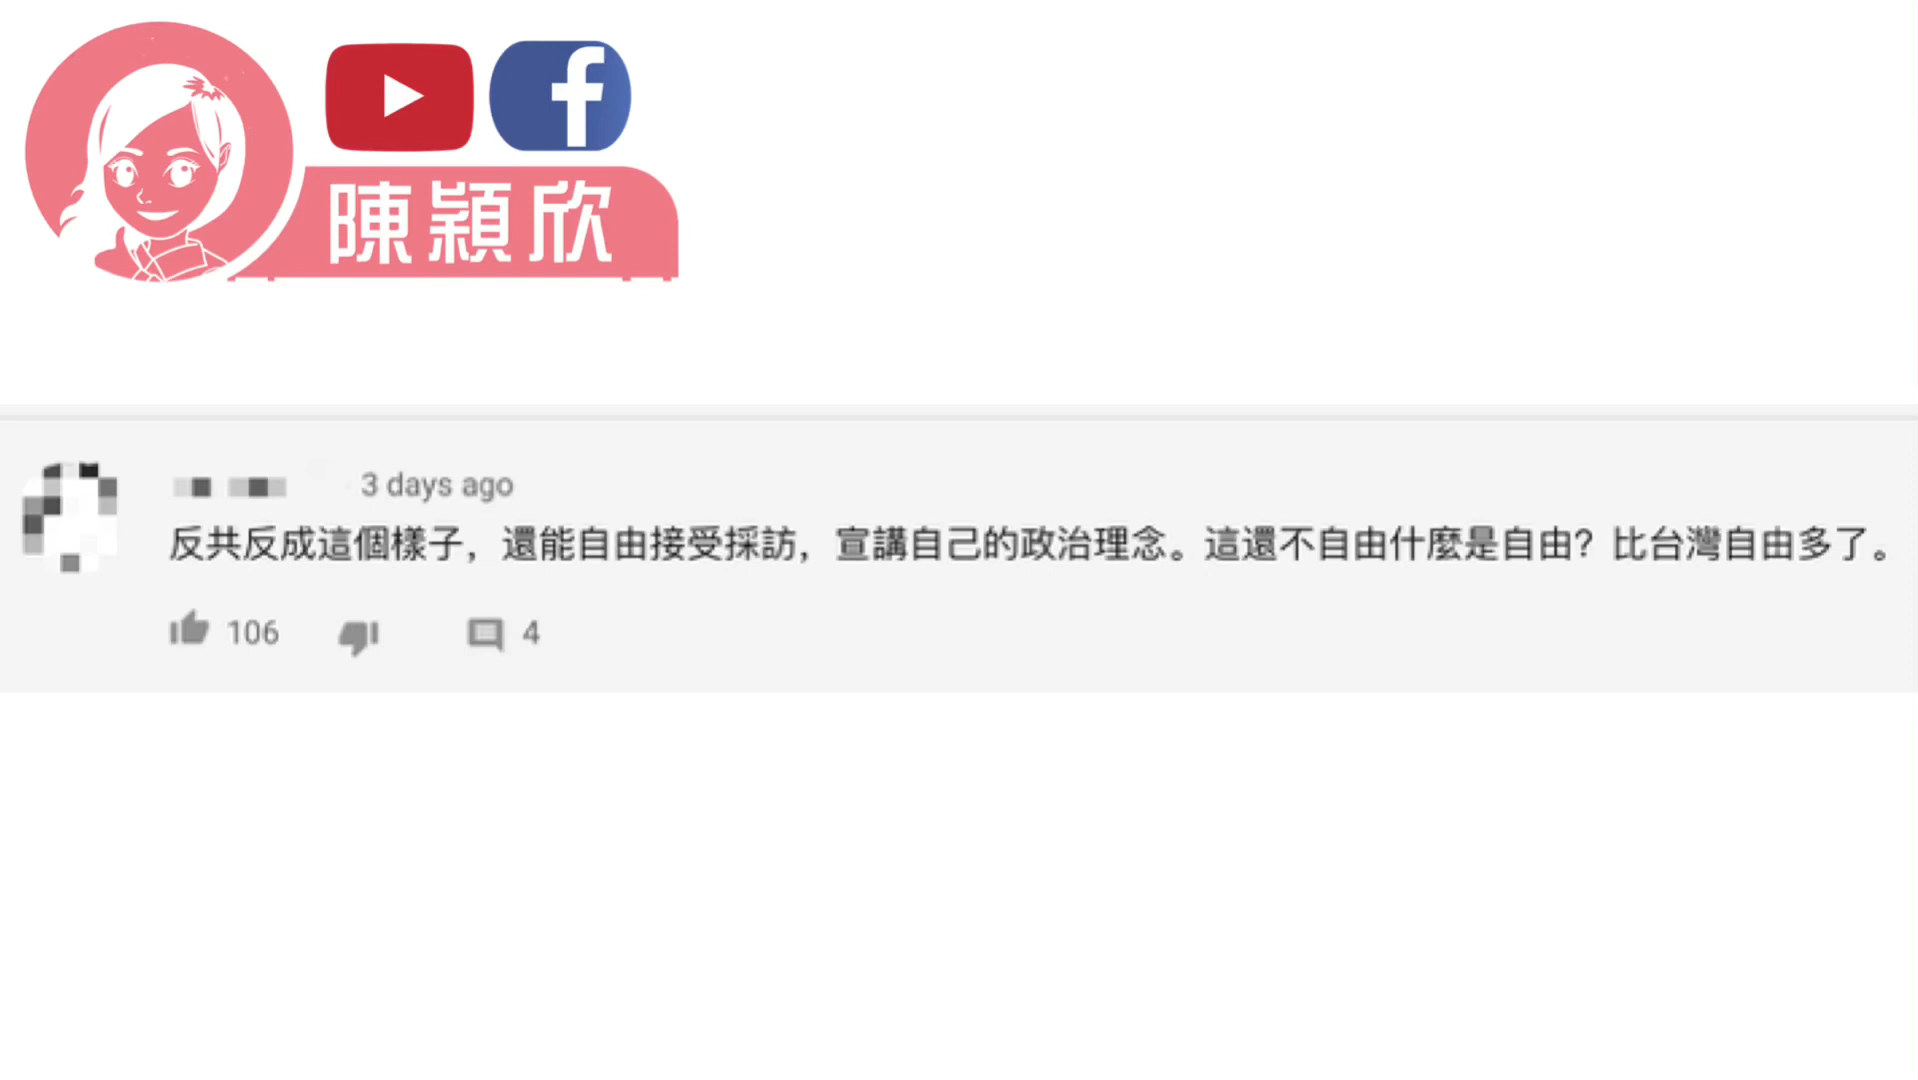 陳穎欣
3 days ago
反共反成這個樣子，還能自由接受採訪，宣講自己的政治理念。這還不自由什麼是自由？比台灣自由多了。
106
4